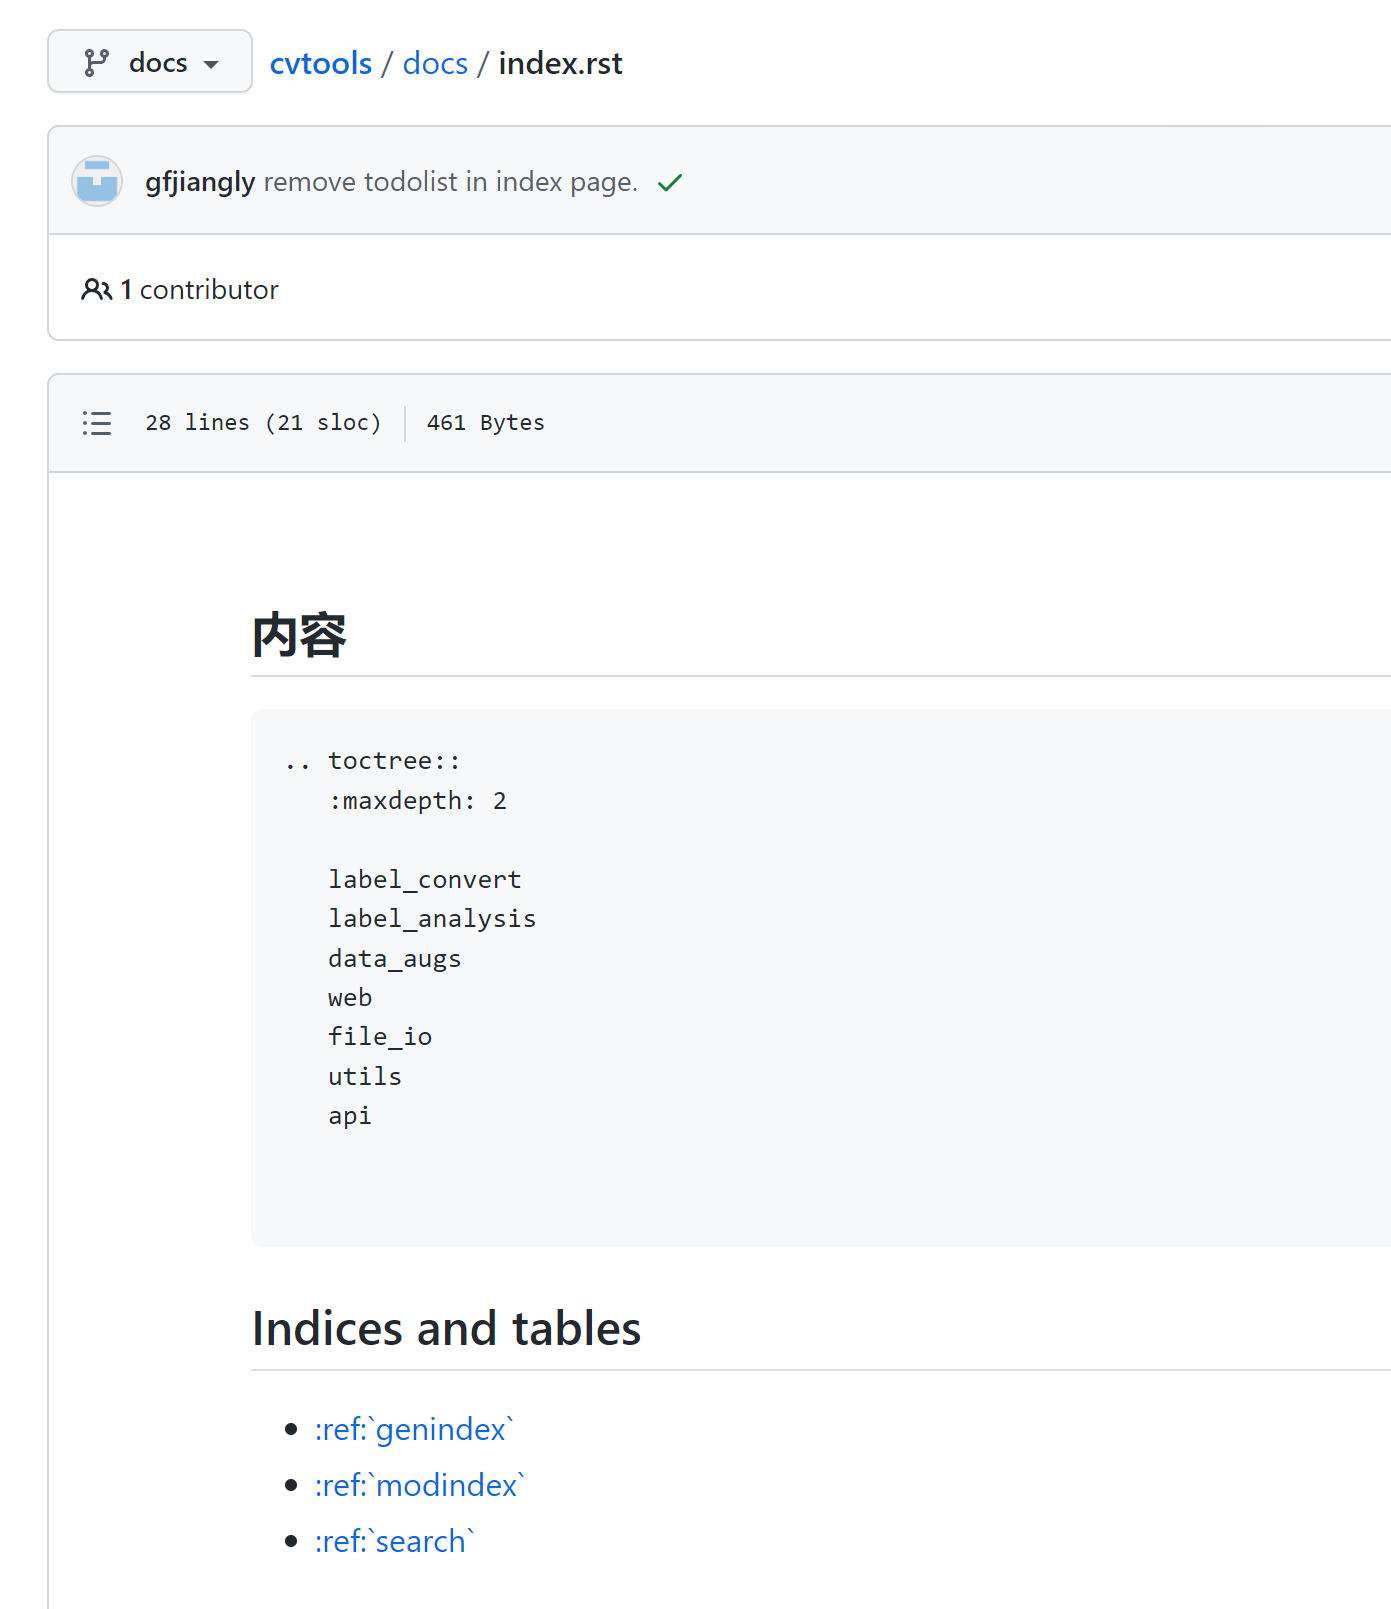 docs cvtools / docs / index.rst
gfjiangly remove todolist in index page.
1 contributor
28 lines (21 sloc) 461 Bytes
内容
.. toctree::
:maxdepth: 2
label_convert
label_analysis
data_augs
web
file_io
utils
api
Indices and tables
:ref:`genindex`
:ref:`modindex`
:ref:`search`